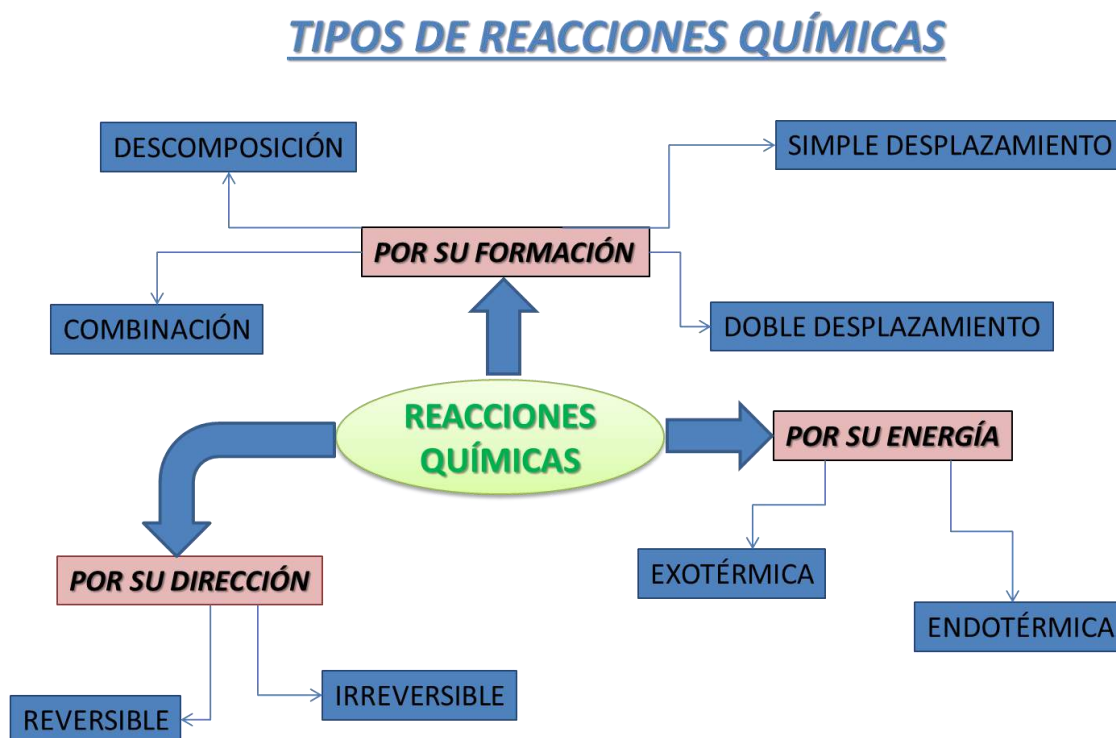 TIPOS DE REACCIONES QUÍMICAS
DESCOMPOSICIÓN
SIMPLE DESPLAZAMIENTO
POR SU FORMACIÓN
COMBINACIÓN
DOBLE DESPLAZAMIENTO
REACCIONES
QUÍMICAS
POR SU ENERGÍA
EXOTÉRMICA
ENDOTÉRMICA
POR SU DIRECCIÓN
IRREVERSIBLE
REVERSIBLE